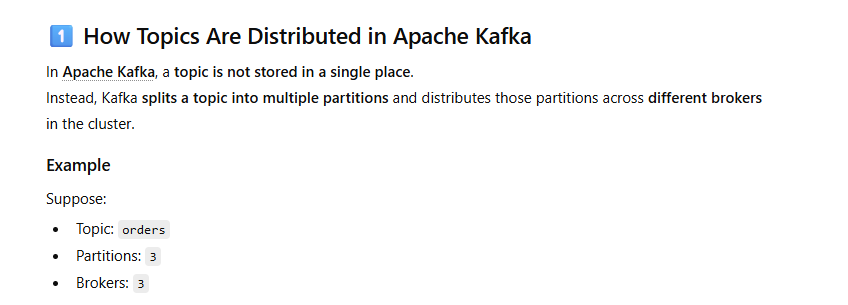 1 How Topics Are Distributed in Apache Kafka
In Apache Kafka, a topic is not stored in a single place.
Instead, Kafka splits a topic into multiple partitions and distributes those partitions across different brokers
in the cluster.
Example
Suppose:
• Topic: orders
• Partitions: 3
• Brokers: 3